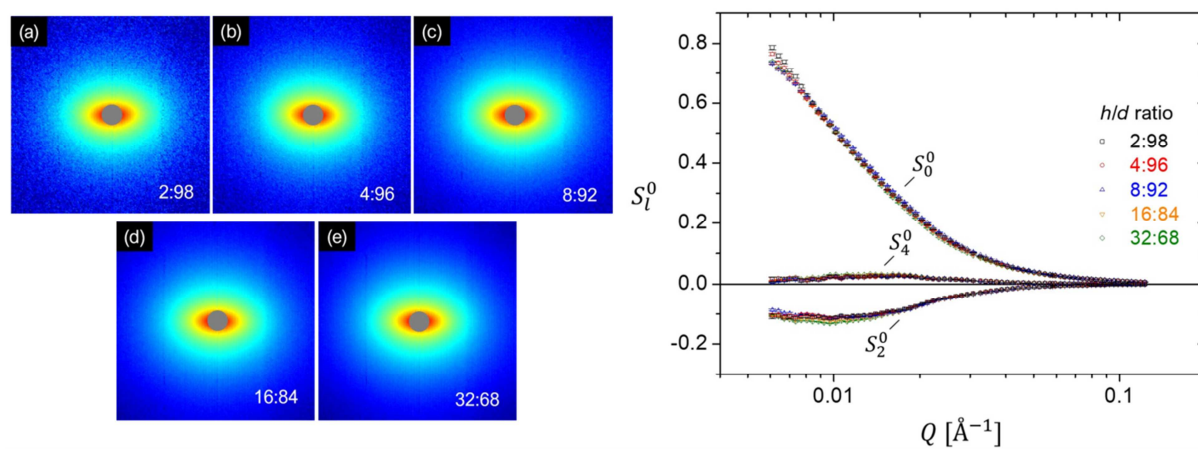 (a)
2:98
(b)
4:96
(c)
8:92
(d)
16:84
(e)
32:68
0.8
0.6
0.4
0.2
0.0
-0.2
S_l^0
S_0^0
S_4^0
S_2^0
h/d ratio
2:98
4:96
8:92
16:84
32:68
0.01
0.1
Q [Å⁻¹]